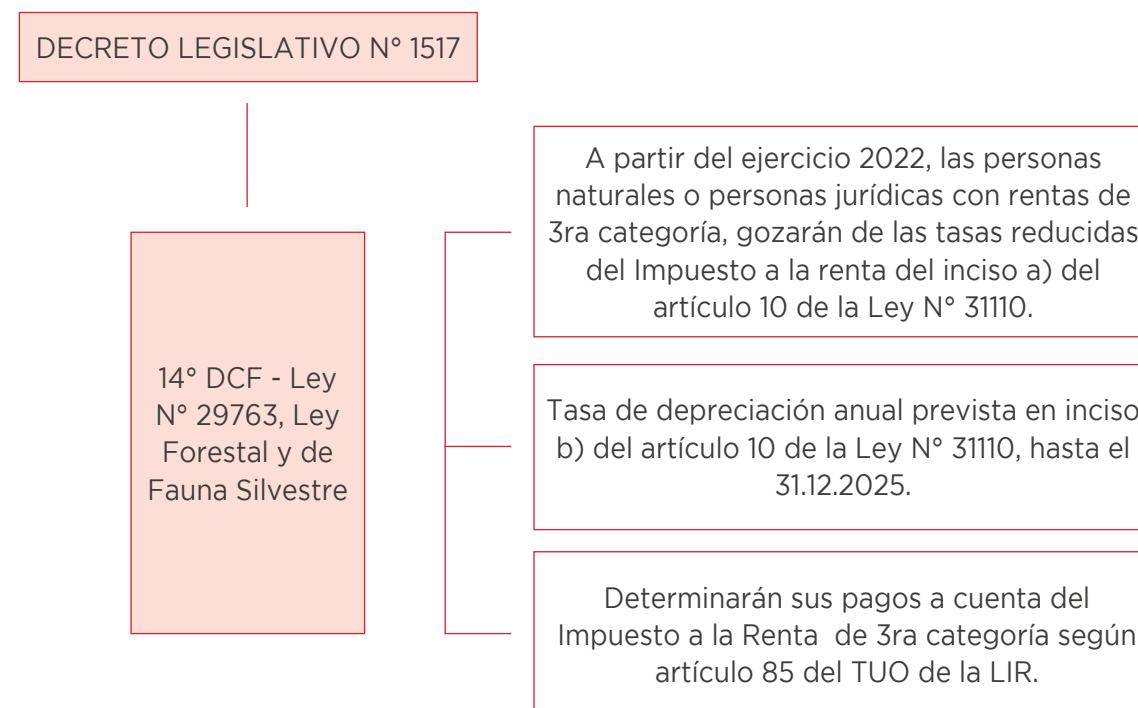 DECRETO LEGISLATIVO N° 1517
14° DCF - Ley
N° 29763, Ley
Forestal y de
Fauna Silvestre
A partir del ejercicio 2022, las personas
naturales o personas jurídicas con rentas de
3ra categoría, gozarán de las tasas reducidas
del Impuesto a la renta del inciso a) del
artículo 10 de la Ley N° 31110.
Tasa de depreciación anual prevista en inciso
b) del artículo 10 de la Ley N° 31110, hasta el
31.12.2025.
Determinarán sus pagos a cuenta del
Impuesto a la Renta de 3ra categoría según
artículo 85 del TUO de la LIR.